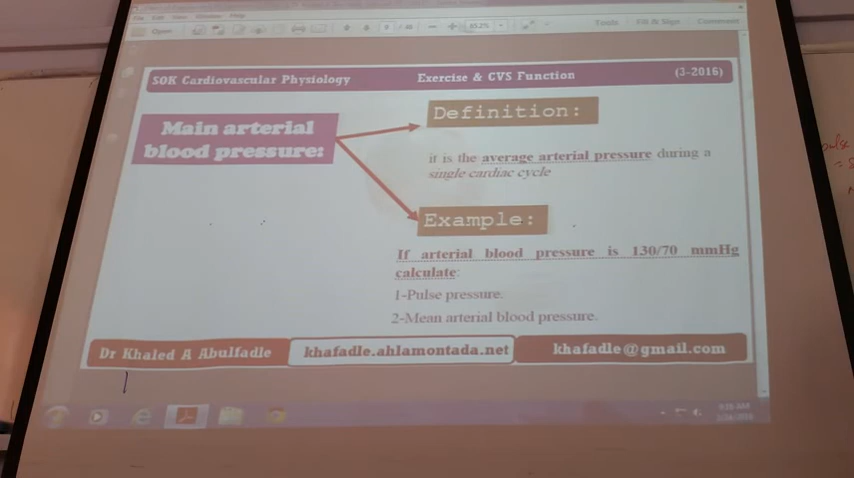 Open
Tools
Fill & Sign
Comment
SOK Cardiovascular Physiology
Exercise & CVS Function
(3-2016)
Main arterial
blood pressure:
Definition:
it is the average arterial pressure during a
single cardiac cycle
Example:
If arterial blood pressure is 130/70 mmHg
calculate:
1-Pulse pressure.
2-Mean arterial blood pressure.
Dr Khaled A Abulfadle
khafadle.ahlamontada.net
khafadle@gmail.com